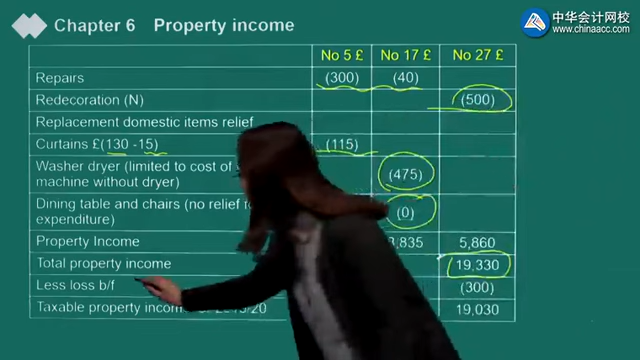 Chapter 6 Property income
中华会计网校
www.chinaacc.com
No 5 £ No 17 £ No 27 £
Repairs (300) (40)
Redecoration (N) (500)
Replacement domestic items relief
Curtains £(130 -15) (115)
Washer dryer (limited to cost of
machine without dryer) (475)
Dining table and chairs (no relief
expenditure) (0)
Property Income 5,860
Total property income 19,330
Less loss b/f (300)
Taxable property 19,030